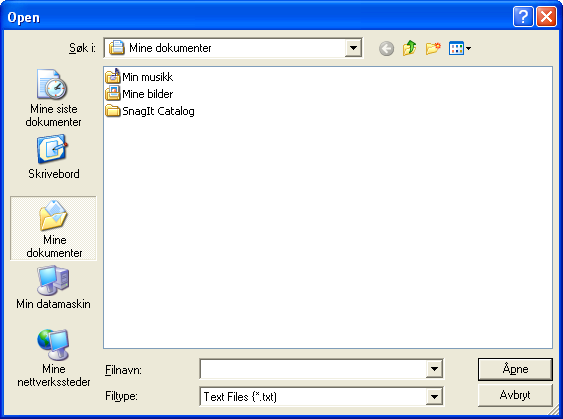 Open
Søk i:
Mine dokumenter
Mine siste
dokumenter
Skrivebord
Mine
dokumenter
Min datamaskin
Mine
nettverkssteder
Min musikk
Mine bilder
SnagIt Catalog
Filnavn:
Åpne
Filtype:
Text Files (*.txt)
Avbryt